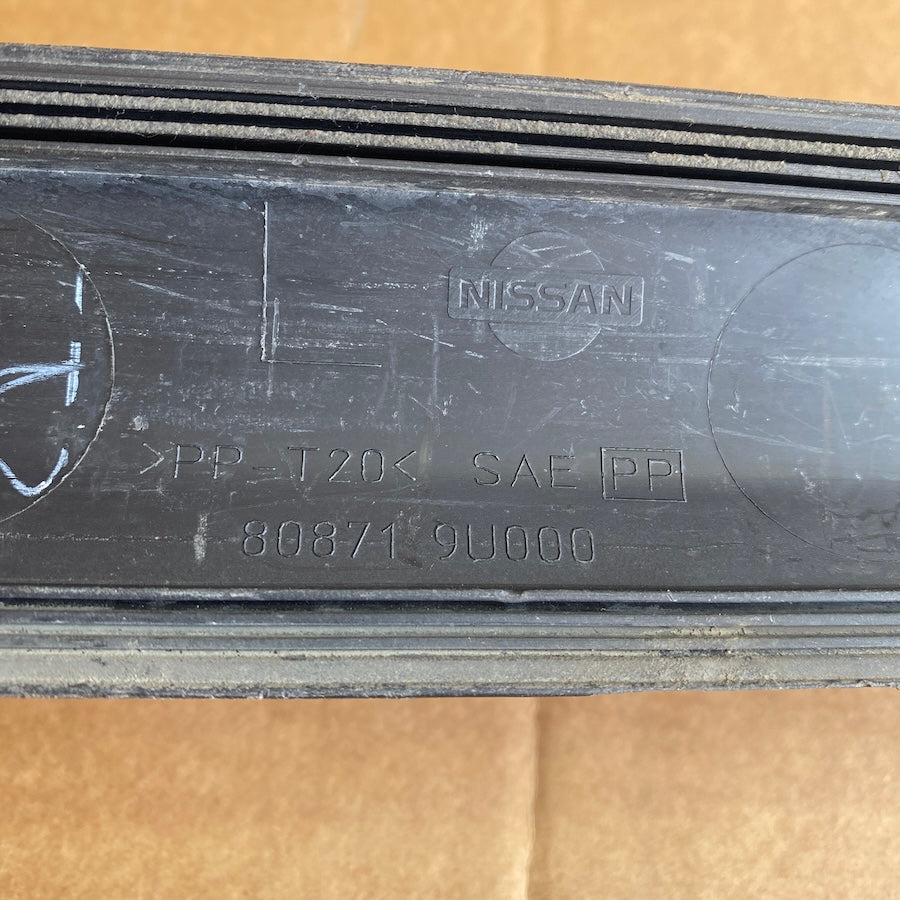 L
NISSAN
>PP-T20< SAE PP
80871 9U000